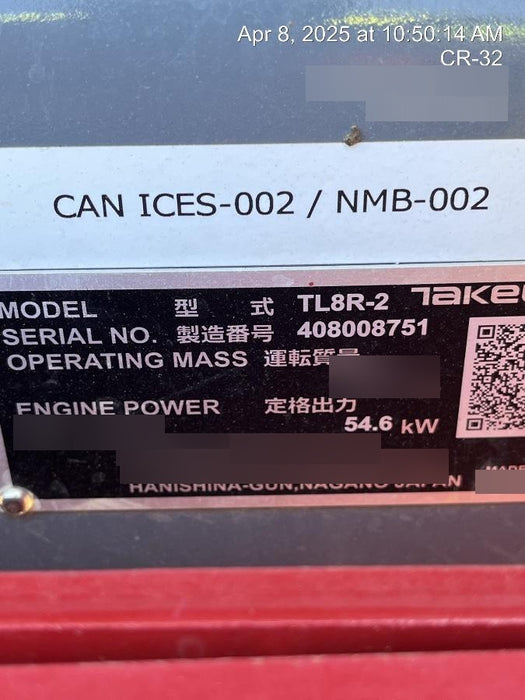 Apr 8, 2025 at 10:50:14 AM
CR-32
CAN ICES-002 / NMB-002
MODEL 型 式 TL8R-2
SERIAL NO. 製造番号 408008751
OPERATING MASS 運転質量
ENGINE POWER 定格出力
54.6 kW
HANISHINA-GUN, NAGANO JAPAN